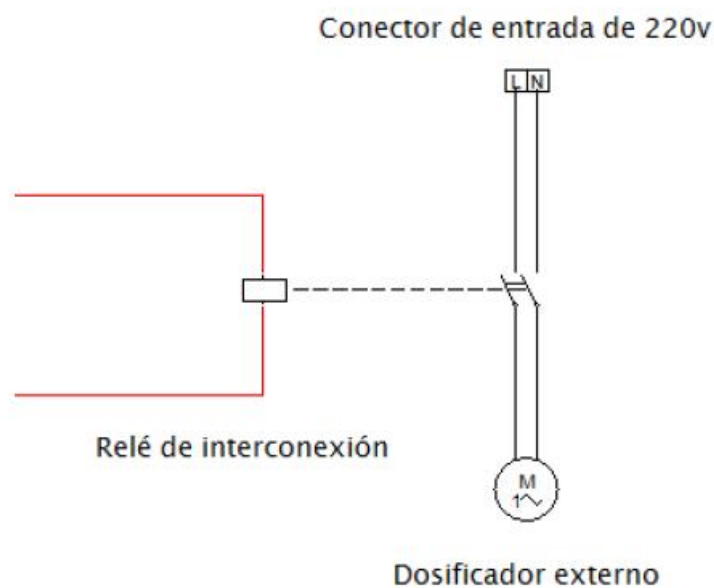 Conector de entrada de 220v
L N
Relé de interconexión
M
1~
Dosificador externo